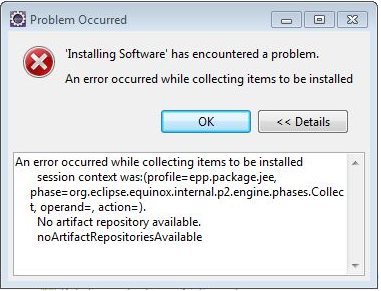 Problem Occurred
'Installing Software' has encountered a problem.
An error occurred while collecting items to be installed
OK
<< Details
An error occurred while collecting items to be installed
session context was:(profile=epp.package.jee,
phase=org.eclipse.equinox.internal.p2.engine.phases.Collec
t, operand=, action=).
No artifact repository available.
noArtifactRepositoriesAvailable